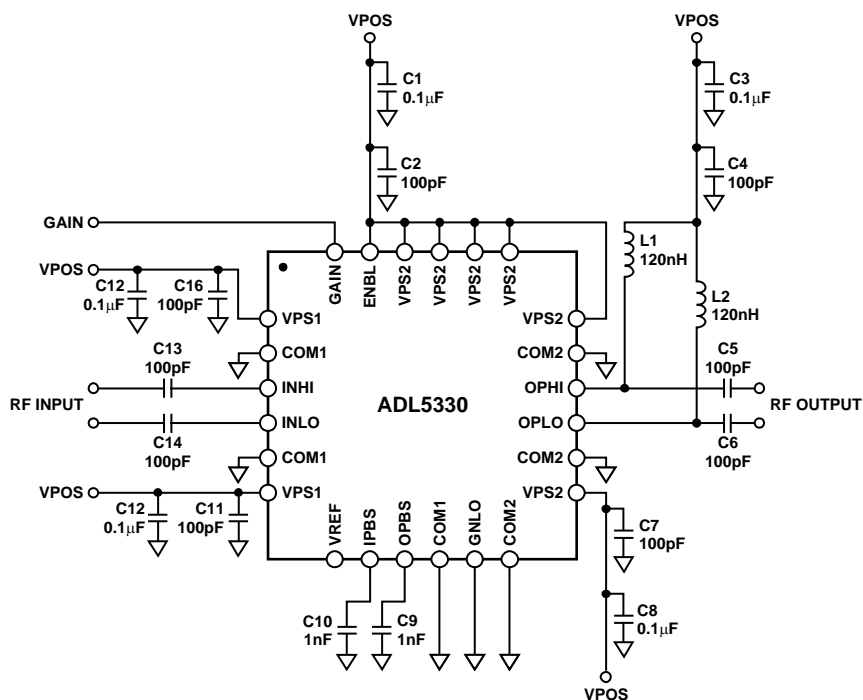 VPOS
VPOS
C1
0.1μF
C3
0.1μF
C2
100pF
C4
100pF
GAIN
L1
120nH
VPOS
C12
0.1μF
C16
100pF
GAIN
ENBL
VPS2
VPS2
VPS2
VPS2
L2
120nH
VPS1
VPS2
COM1
COM2
C13
100pF
C5
100pF
INHI
OPHI
RF INPUT
ADL5330
RF OUTPUT
INLO
OPLO
C14
100pF
C6
100pF
COM1
COM2
VPOS
VPS1
VPS2
C12
0.1μF
C11
100pF
VREF
IPBS
OPBS
COM1
GNLO
COM2
C7
100pF
C10
1nF
C9
1nF
C8
0.1μF
VPOS